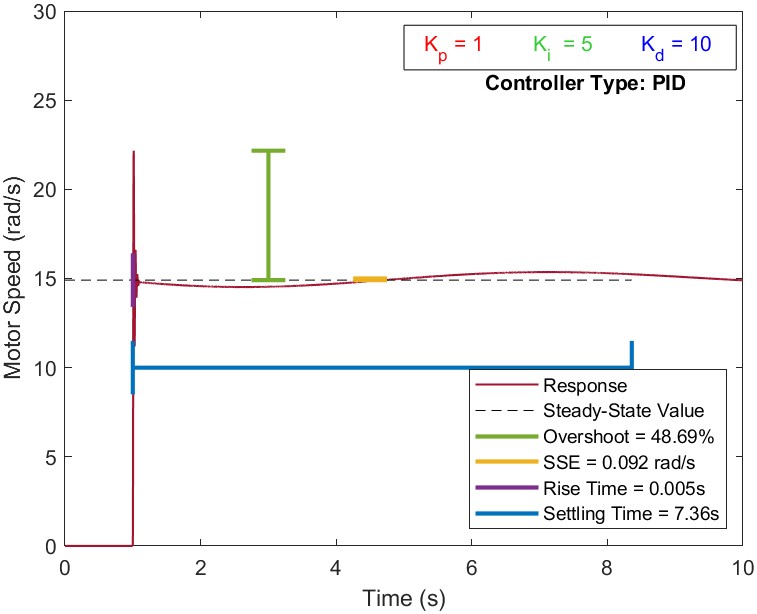 30
25
20
15
10
5
0
Motor Speed (rad/s)
Kp = 1 Ki = 5 Kd = 10
Controller Type: PID
Response
Steady-State Value
Overshoot = 48.69%
SSE = 0.092 rad/s
Rise Time = 0.005s
Settling Time = 7.36s
0 2 4 6 8 10
Time (s)